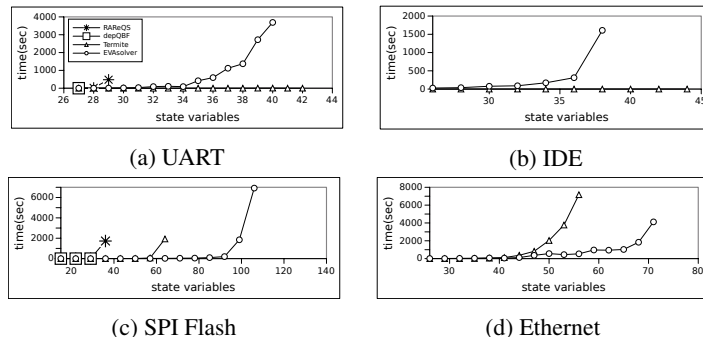 4000
3000
2000
1000
0
time(sec)
RAReQS
depQBF
Termite
EVAsolver
26 28 30 32 34 36 38 40 42 44
state variables
(a) UART
2000
1500
1000
500
0
time(sec)
30 35 40 45
state variables
(b) IDE
6000
4000
2000
0
time(sec)
20 40 60 80 100 120 140
state variables
(c) SPI Flash
8000
6000
4000
2000
0
time(sec)
30 40 50 60 70 80
state variables
(d) Ethernet